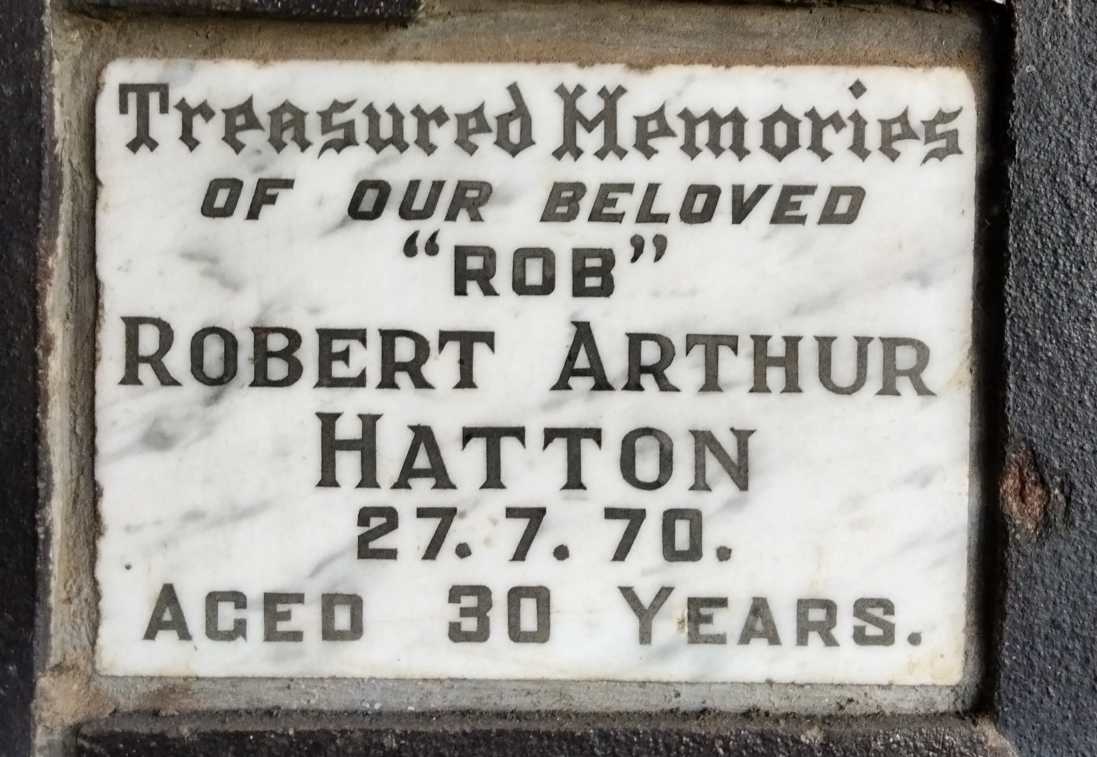 Treasured Memories
OF OUR BELOVED
“ROB”
ROBERT ARTHUR
HATTON
27. 7. 70.
AGED 30 YEARS.